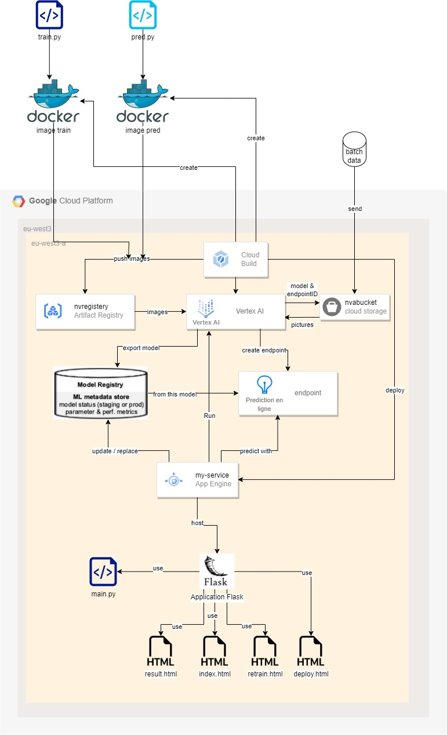 train.py
pred.py
docker
docker
image train
image pred
create
batch
data
create
send
Google Cloud Platform
eu-west3
eu-west3-a
push images
Cloud
Build
model &
endpointID
nvregistery
Artifact Registry
images
Vertex AI
Vertex AI
nvabucket
cloud storage
pictures
export model
create endpoint
Model Registry
ML metadata store
model status (staging or prod)
parameter & perf. metrics
from this model
Prediction en
ligne
endpoint
deploy
Run
update / replace
predict with
my-service
App Engine
host
Flask
Application Flask
use
use
main.py
use
use
use
use
HTML
HTML
HTML
HTML
result.html
index.html
retrain.html
deploy.html